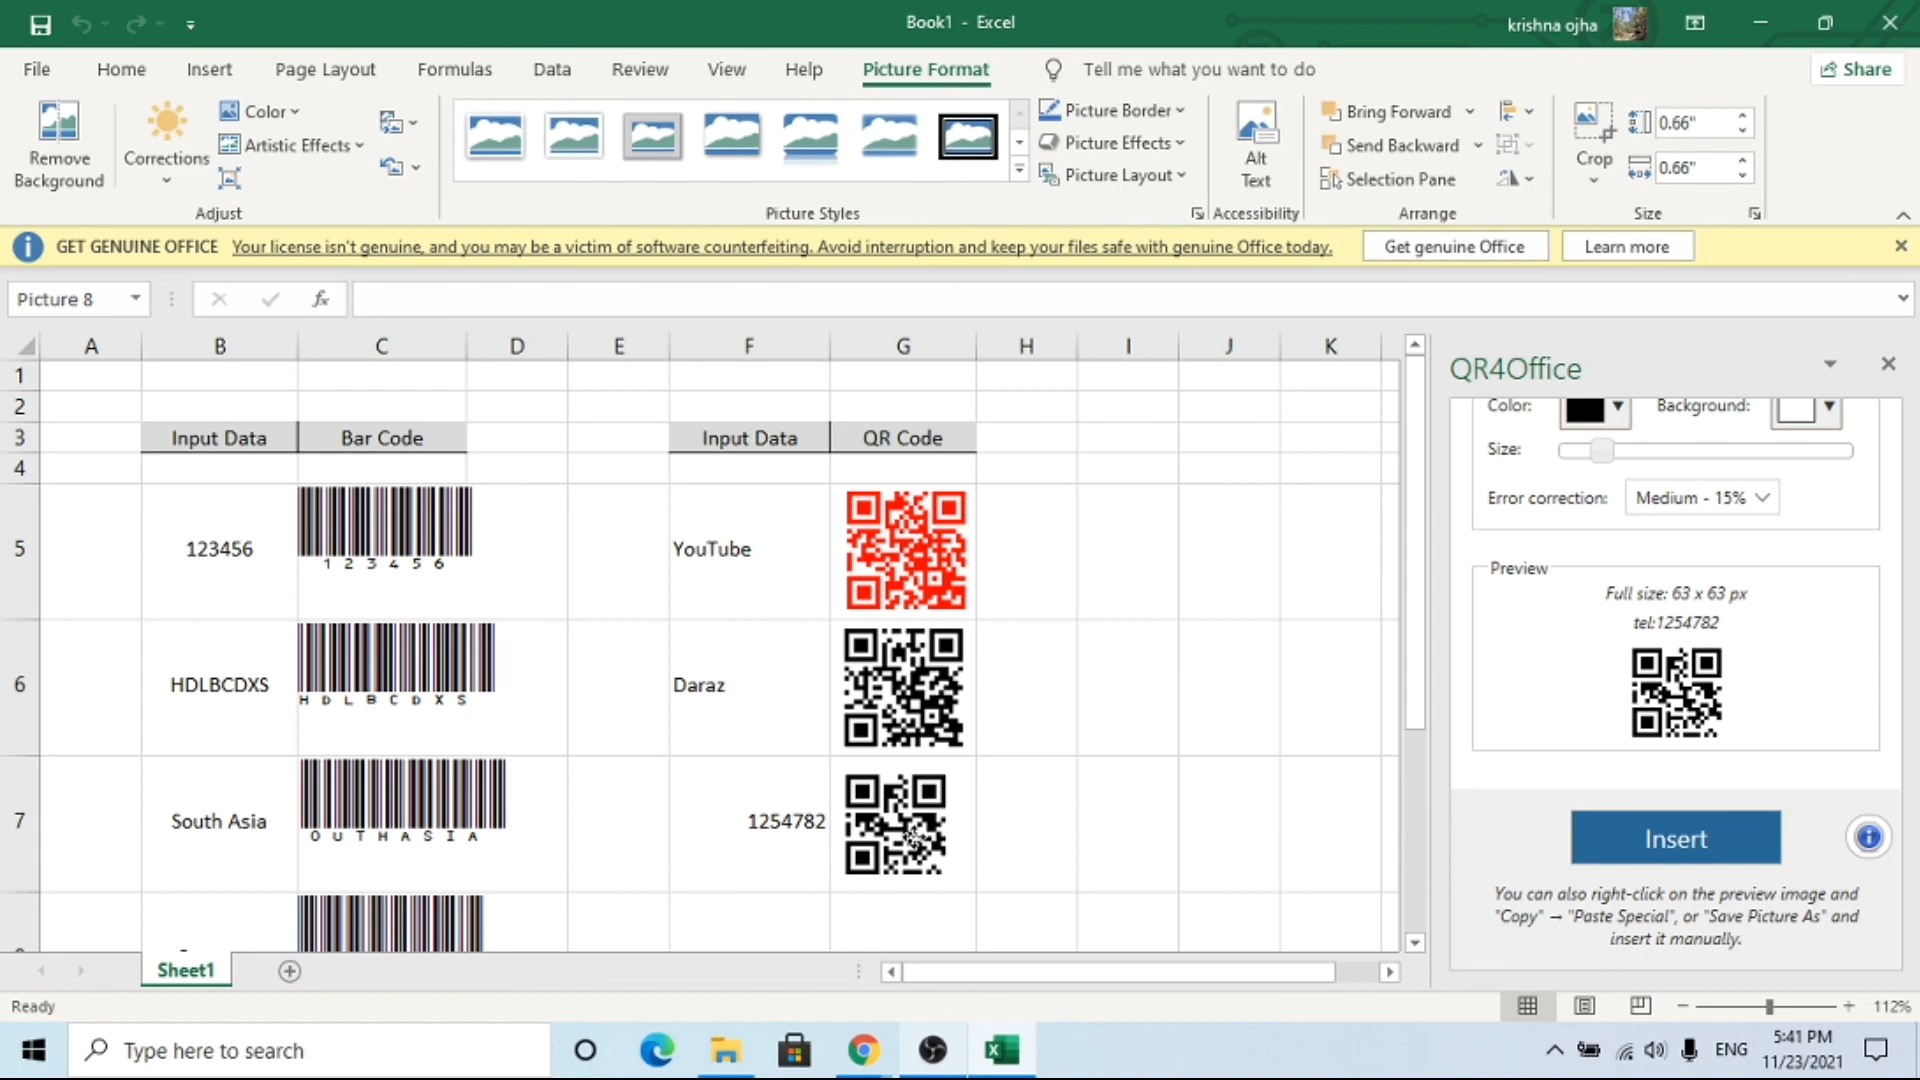 Book1 - Excel
krishna ojha
File Home Insert Page Layout Formulas Data Review View Help Picture Format Tell me what you want to do Share
Remove Background
Corrections
Color
Artistic Effects
Adjust
Picture Styles
Picture Border
Picture Effects
Picture Layout
Alt Text
Accessibility
Bring Forward
Send Backward
Selection Pane
Arrange
Crop
0.66"
0.66"
Size
GET GENUINE OFFICE Your license isn't genuine, and you may be a victim of software counterfeiting. Avoid interruption and keep your files safe with genuine Office today. Get genuine Office Learn more
Picture 8 fx
A B C D E F G H I J K
1
2
3 Input Data Bar Code Input Data QR Code
4
5 123456 YouTube
1 2 3 4 5 6
6 HDLBCDXS Daraz
H D L B C D X S
7 South Asia 1254782
O U T H A S I A
Sheet1
Ready
112%
QR4Office
Color: Background:
Size:
Error correction: Medium - 15%
Preview
Full size: 63 x 63 px
tel:1254782
Insert
You can also right-click on the preview image and
"Copy" → "Paste Special", or "Save Picture As" and
insert it manually.
Type here to search
ENG
5:41 PM
11/23/2021